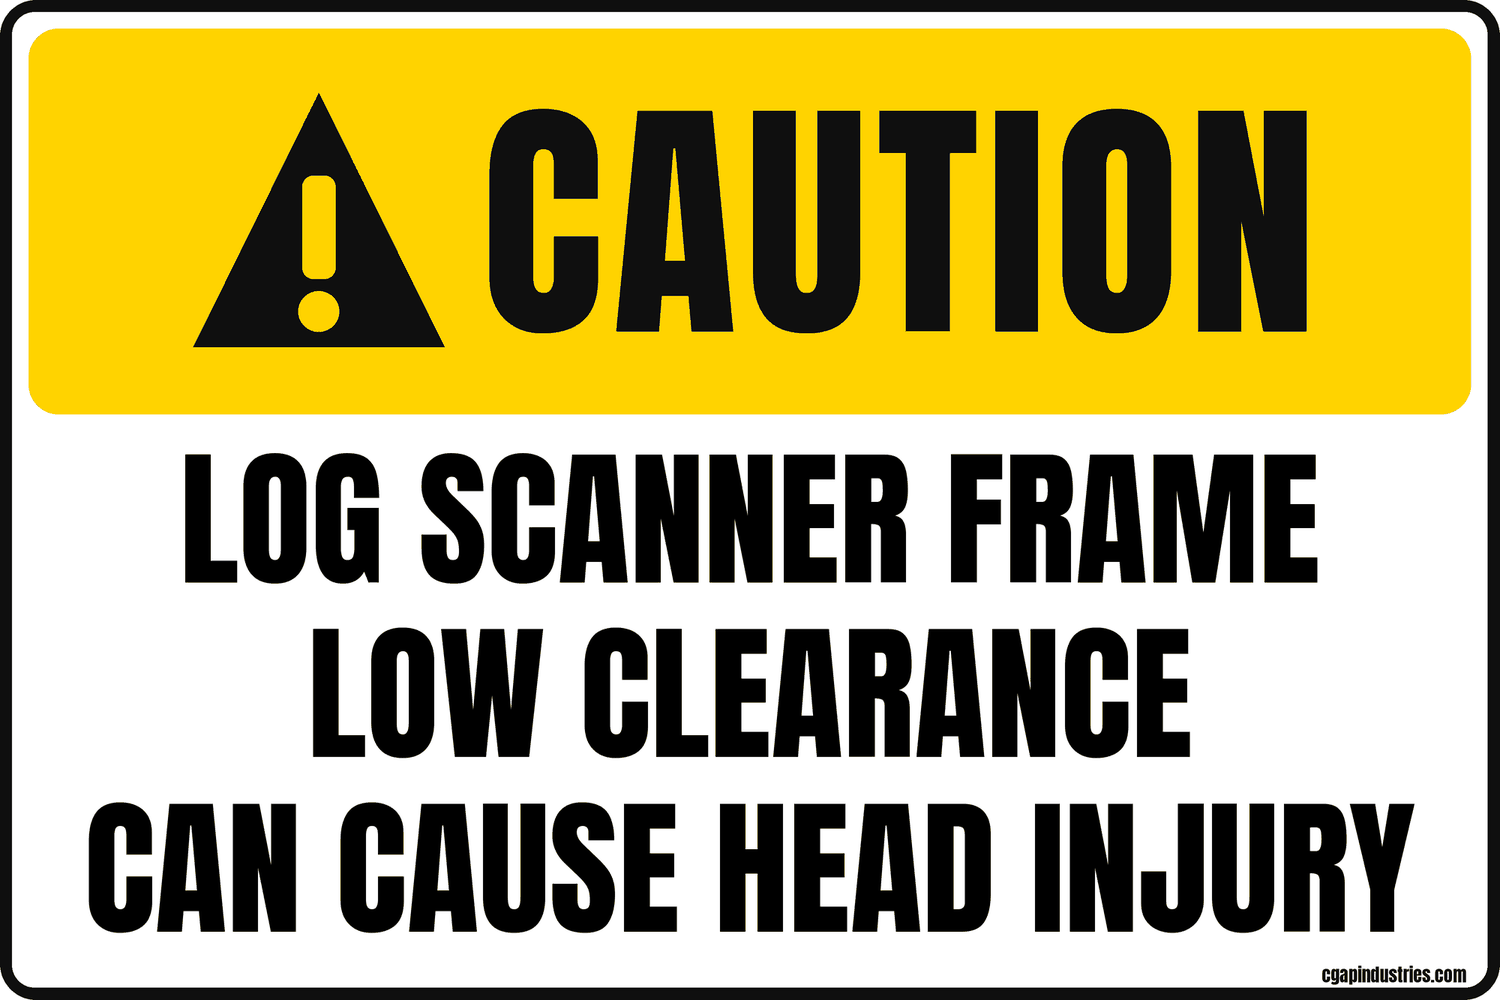 CAUTION
LOG SCANNER FRAME
LOW CLEARANCE
CAN CAUSE HEAD INJURY
cgapindustries.com